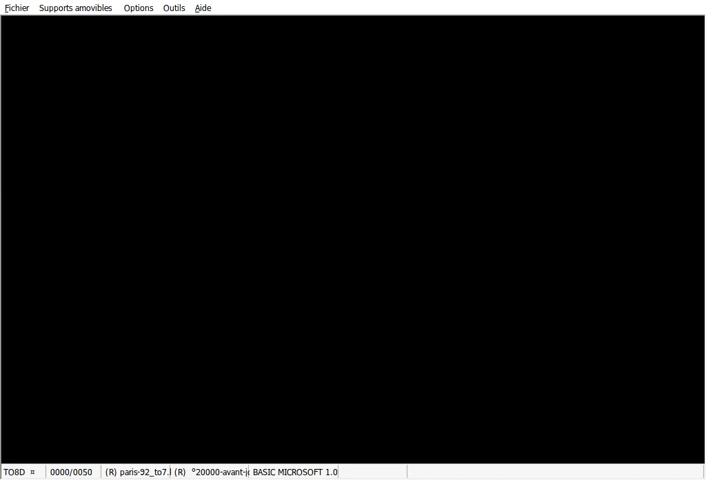 Fichier Supports amovibles Options Outils Aide
TO8D ¤ 0000/0050 (R) paris-92_to7.l (R) °20000-avant-j( BASIC MICROSOFT 1.0